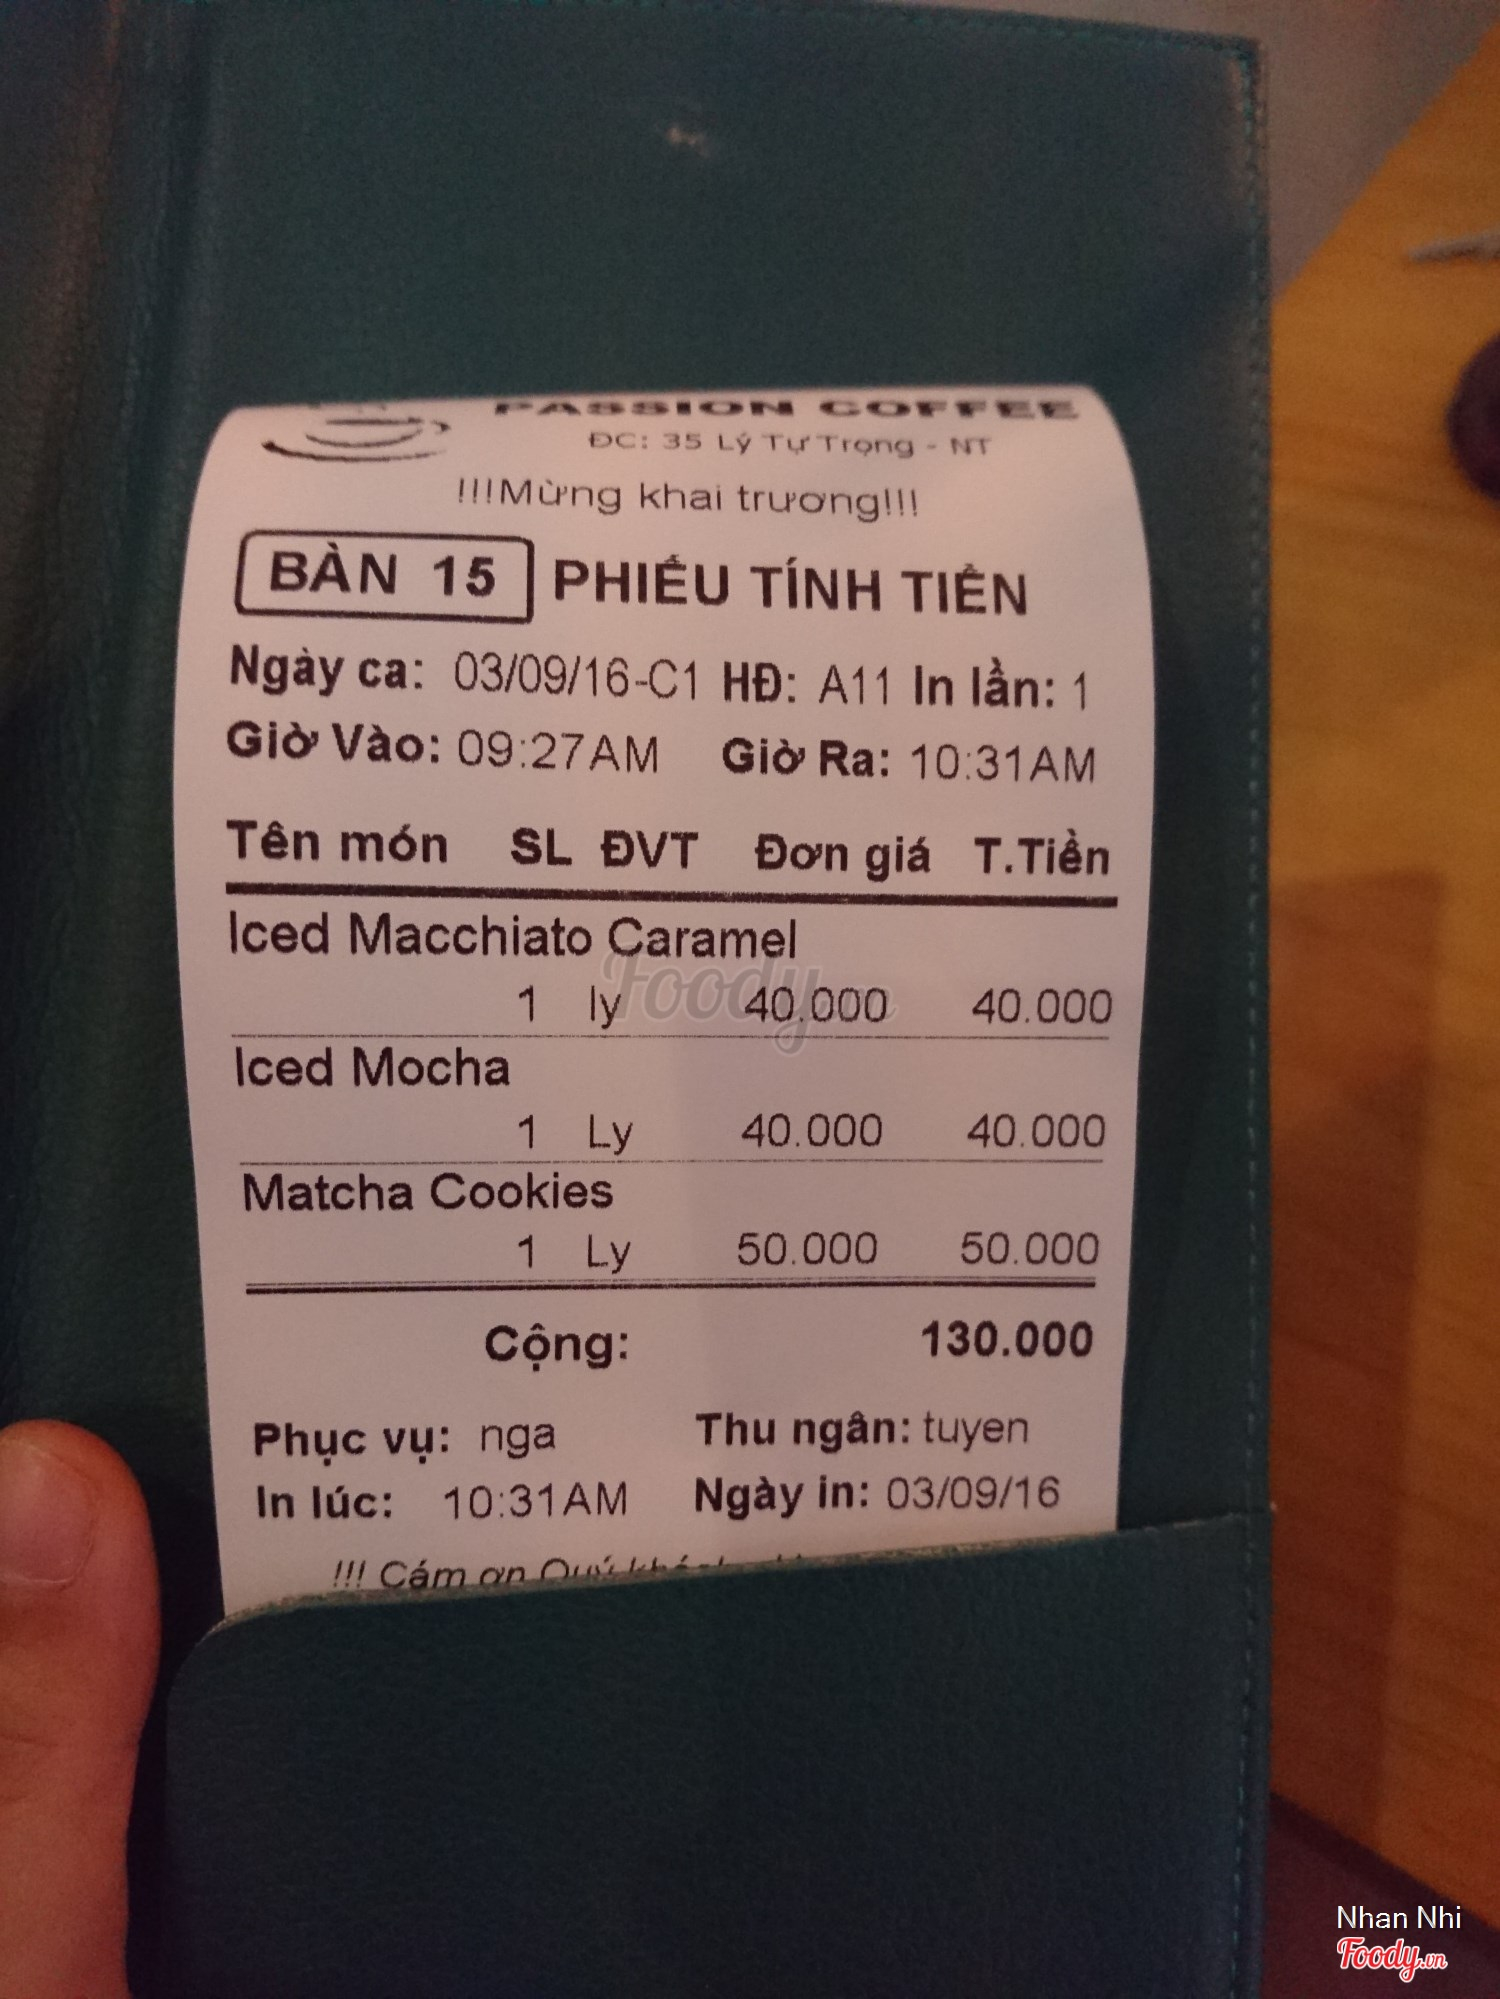 PASSION COFFEE
ĐC: 35 Lý Tự Trọng - NT
!!!Mừng khai trương!!!
BÀN 15 PHIẾU TÍNH TIỀN
Ngày ca: 03/09/16-C1 HĐ: A11 In lần: 1
Giờ Vào: 09:27AM Giờ Ra: 10:31AM
Tên món SL ĐVT Đơn giá T.Tiền
Iced Macchiato Caramel
1 ly 40.000 40.000
Iced Mocha
1 Ly 40.000 40.000
Matcha Cookies
1 Ly 50.000 50.000
Cộng: 130.000
Phục vụ: nga Thu ngân: tuyen
In lúc: 10:31AM Ngày in: 03/09/16
!!! Cám ơn Quý
Foody.vn
Nhan Nhi
Foody.vn